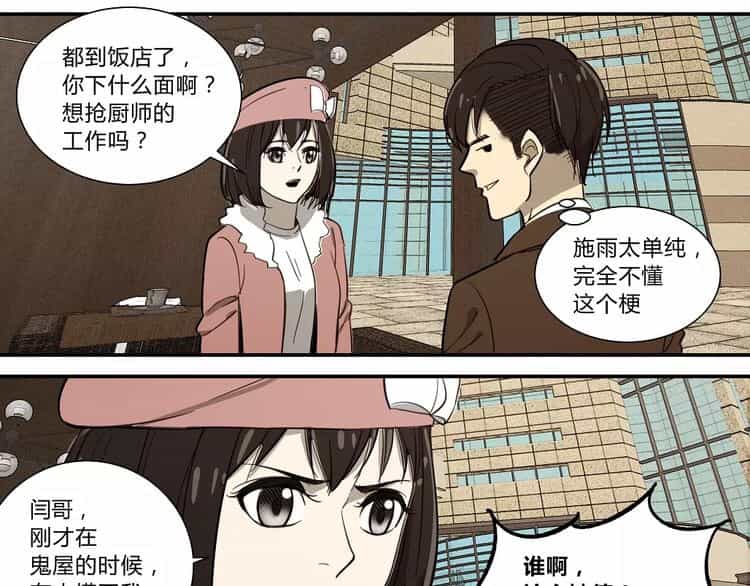 都到饭店了，
你下什么面啊？
想抢厨师的
工作吗？
施雨太单纯，
完全不懂
这个梗
闫哥，
刚才在
鬼屋的时候，
谁啊，